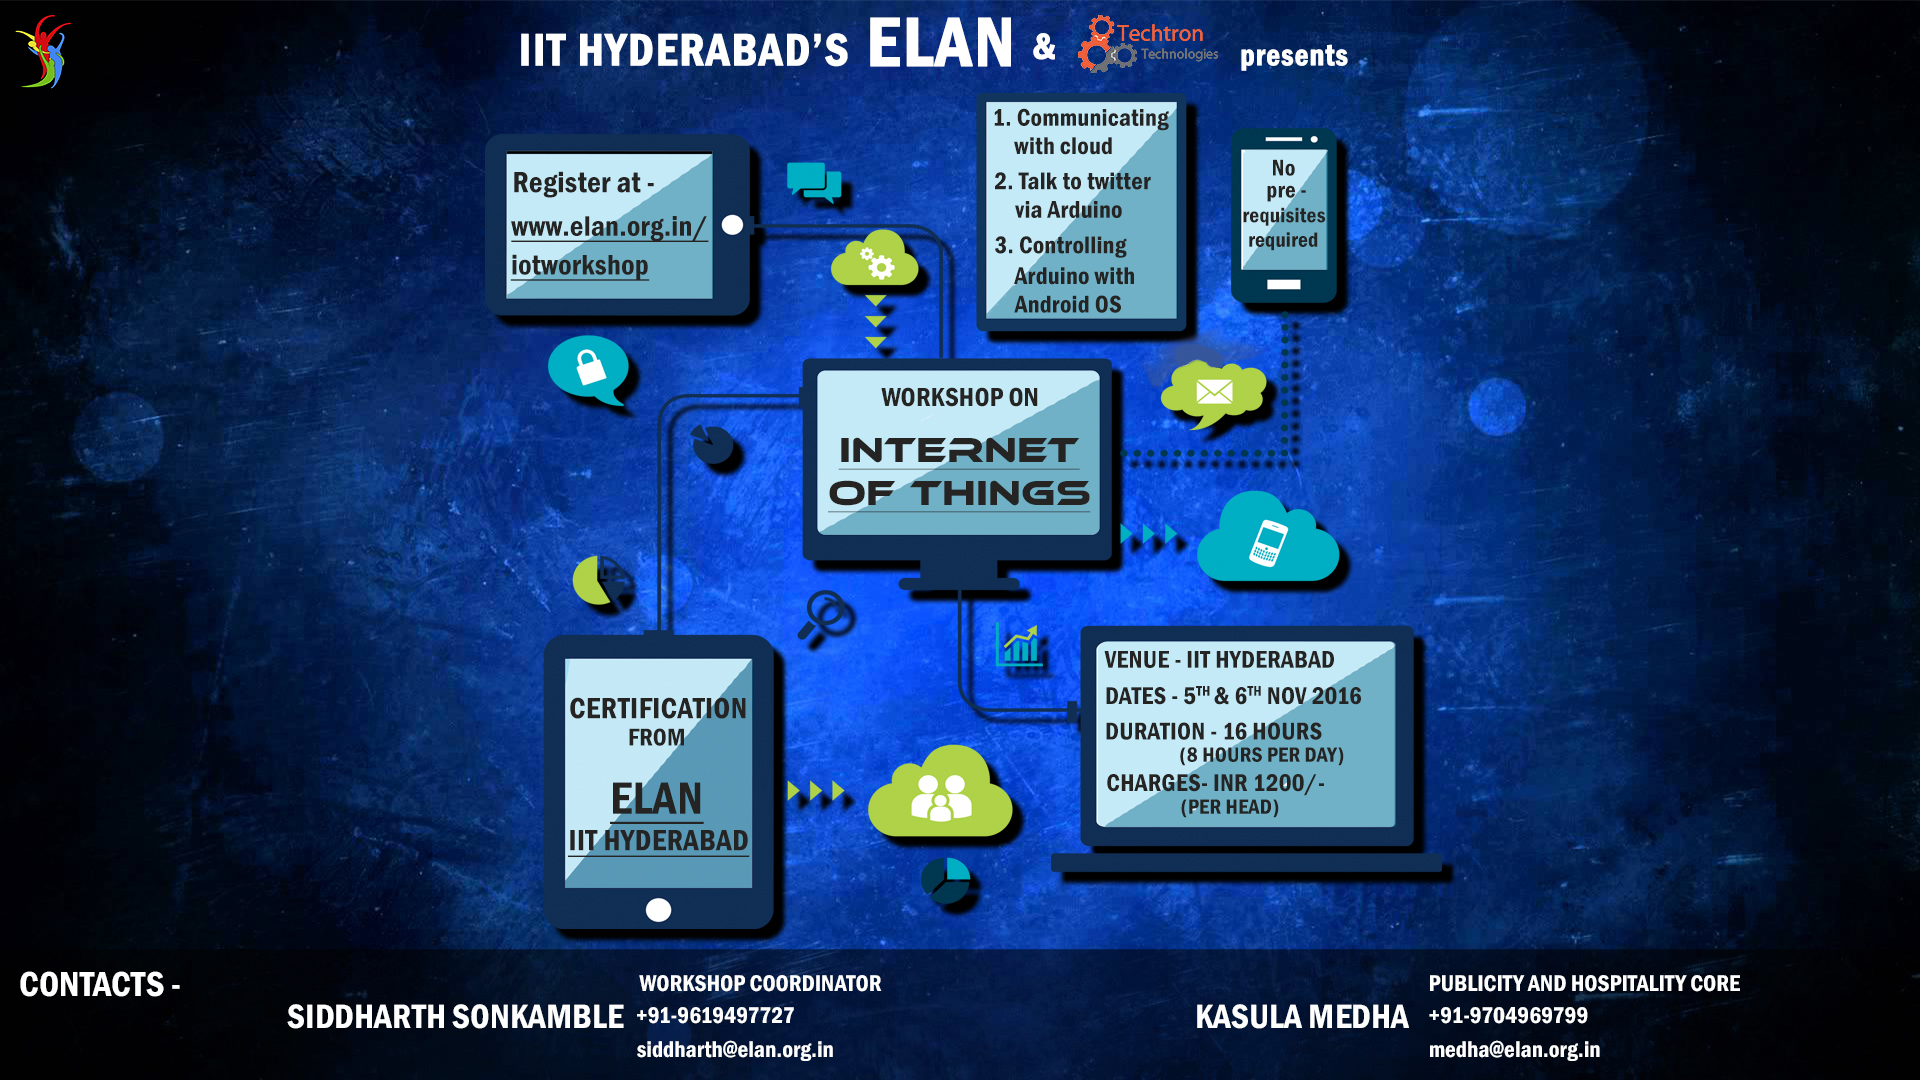 IIT HYDERABAD'S ELAN & Techtron Technologies presents
Register at -
www.elan.org.in/
iotworkshop
1. Communicating
with cloud
2. Talk to twitter
via Arduino
3. Controlling
Arduino with
Android OS
No
pre -
requisites
required
WORKSHOP ON
INTERNET
OF THINGS
CERTIFICATION
FROM
ELAN
IIT HYDERABAD
VENUE - IIT HYDERABAD
DATES - 5TH & 6TH NOV 2016
DURATION - 16 HOURS
(8 HOURS PER DAY)
CHARGES- INR 1200/-
(PER HEAD)
CONTACTS -
WORKSHOP COORDINATOR
SIDDHARTH SONKAMBLE +91-9619497727
siddharth@elan.org.in
PUBLICITY AND HOSPITALITY CORE
KASULA MEDHA +91-9704969799
medha@elan.org.in